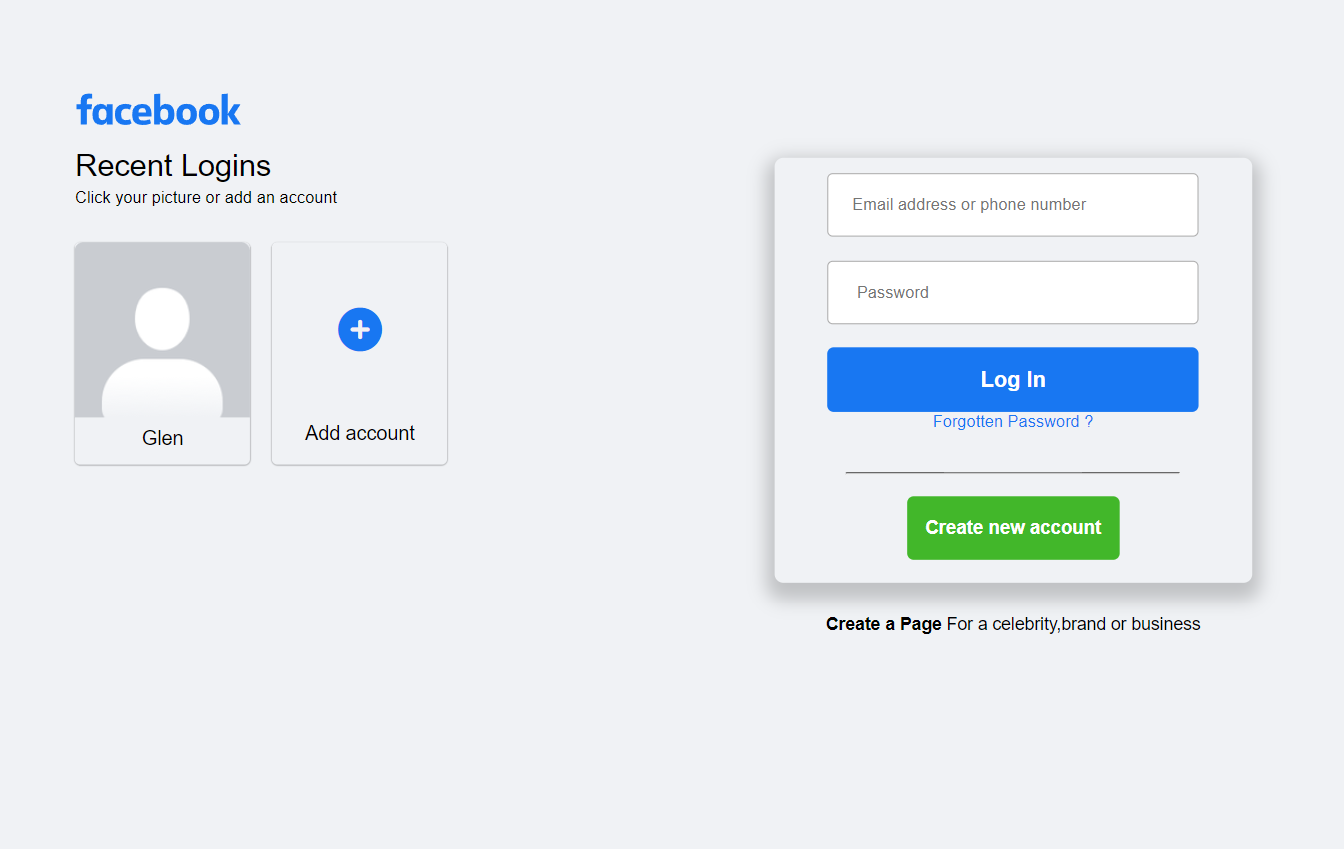 facebook
Recent Logins
Click your picture or add an account
Glen
Add account
Email address or phone number
Password
Log In
Forgotten Password ?
Create new account
Create a Page For a celebrity,brand or business